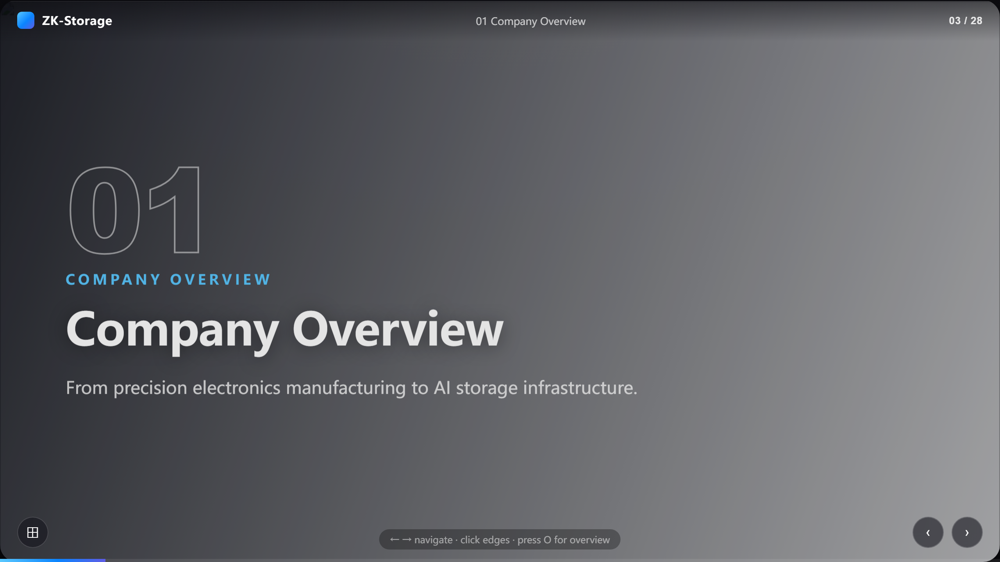 ZK-Storage
01 Company Overview
03 / 28
01
COMPANY OVERVIEW
Company Overview
From precision electronics manufacturing to AI storage infrastructure.
←→ navigate · click edges · press O for overview
‹ ›